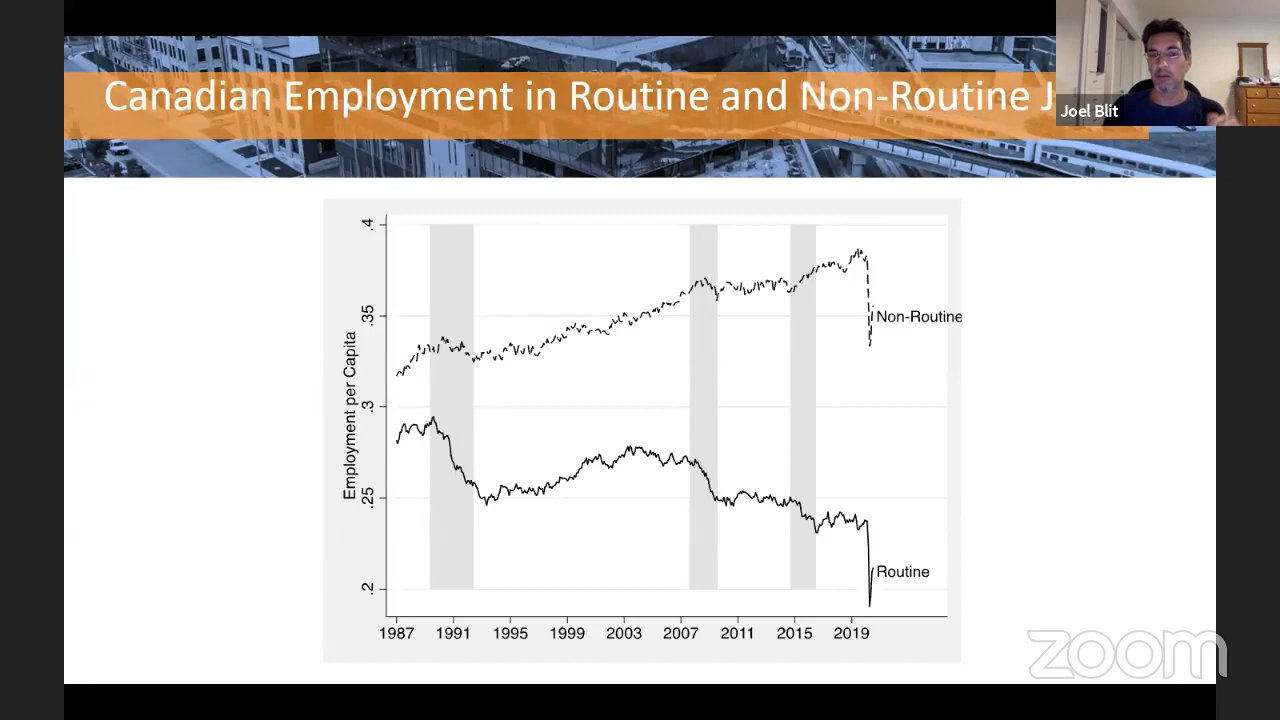 Canadian Employment in Routine and Non-Routine J
Joel Blit
Employment per Capita
.4
.35
.3
.25
.2
Non-Routine
Routine
1987 1991 1995 1999 2003 2007 2011 2015 2019
zoom